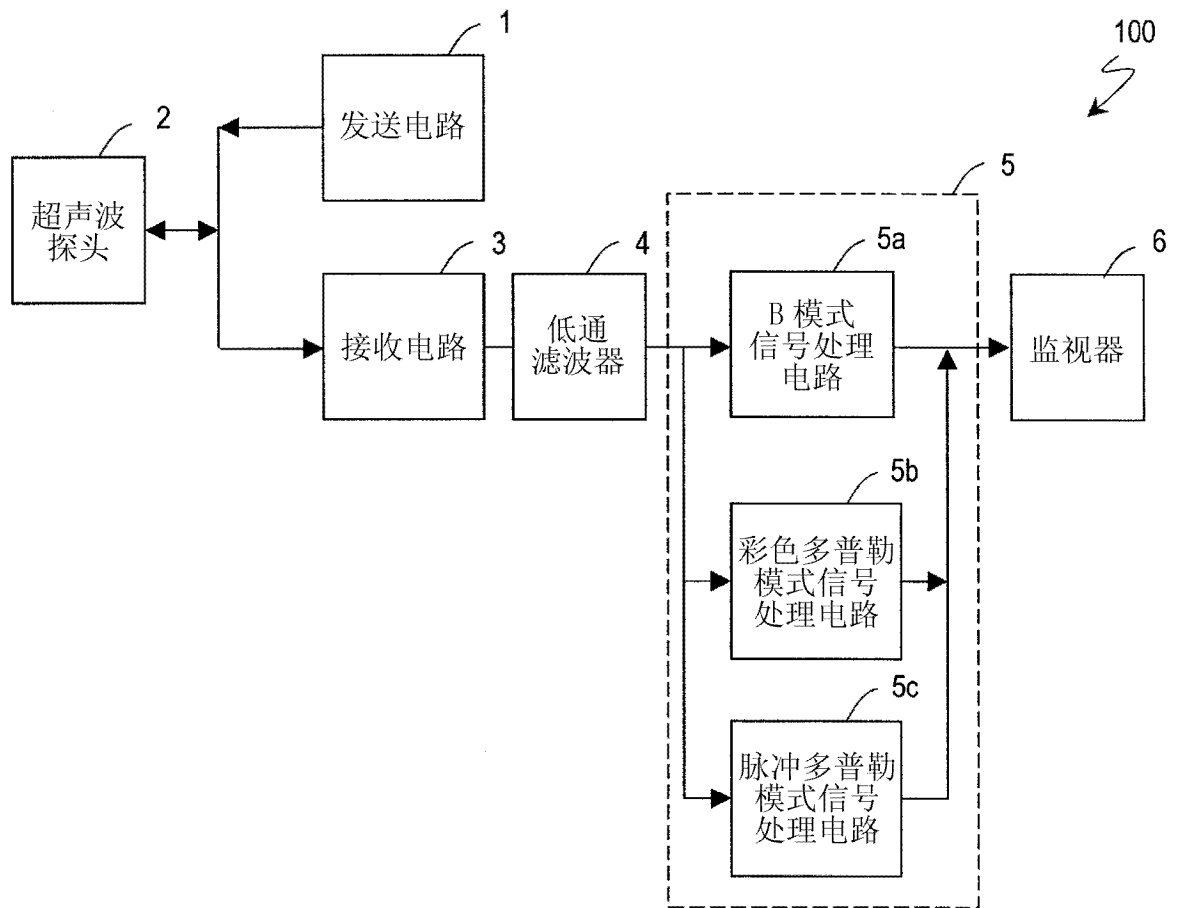 100
1
发送电路
2
超声波
探头
3
接收电路
4
低通
滤波器
5
5a
B 模式
信号处理
电路
6
监视器
5b
彩色多普勒
模式信号
处理电路
5c
脉冲多普勒
模式信号
处理电路